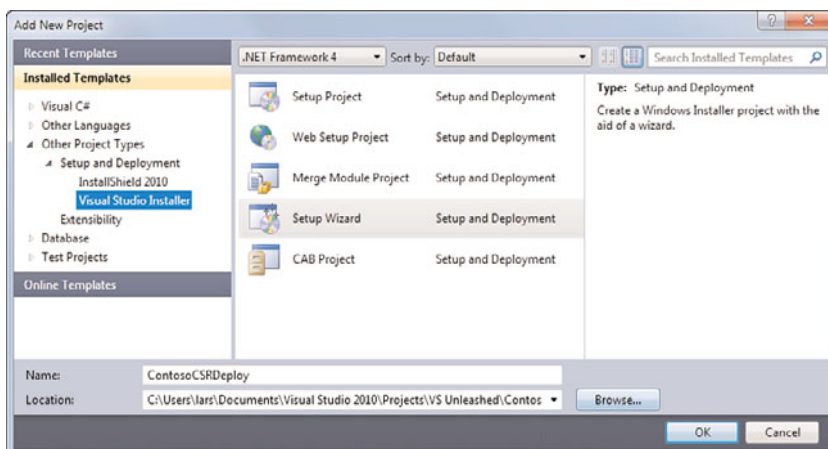 Add New Project
Recent Templates
Installed Templates
Visual C#
Other Languages
Other Project Types
Setup and Deployment
InstallShield 2010
Visual Studio Installer
Extensibility
Database
Test Projects
Online Templates
.NET Framework 4
Sort by: Default
Search Installed Templates
Setup Project Setup and Deployment
Web Setup Project Setup and Deployment
Merge Module Project Setup and Deployment
Setup Wizard Setup and Deployment
CAB Project Setup and Deployment
Type: Setup and Deployment
Create a Windows Installer project with the
aid of a wizard.
Name: ContosoCSRDeploy
Location: C:\Users\lars\Documents\Visual Studio 2010\Projects\VS Unleashed\Contos
Browse...
OK Cancel